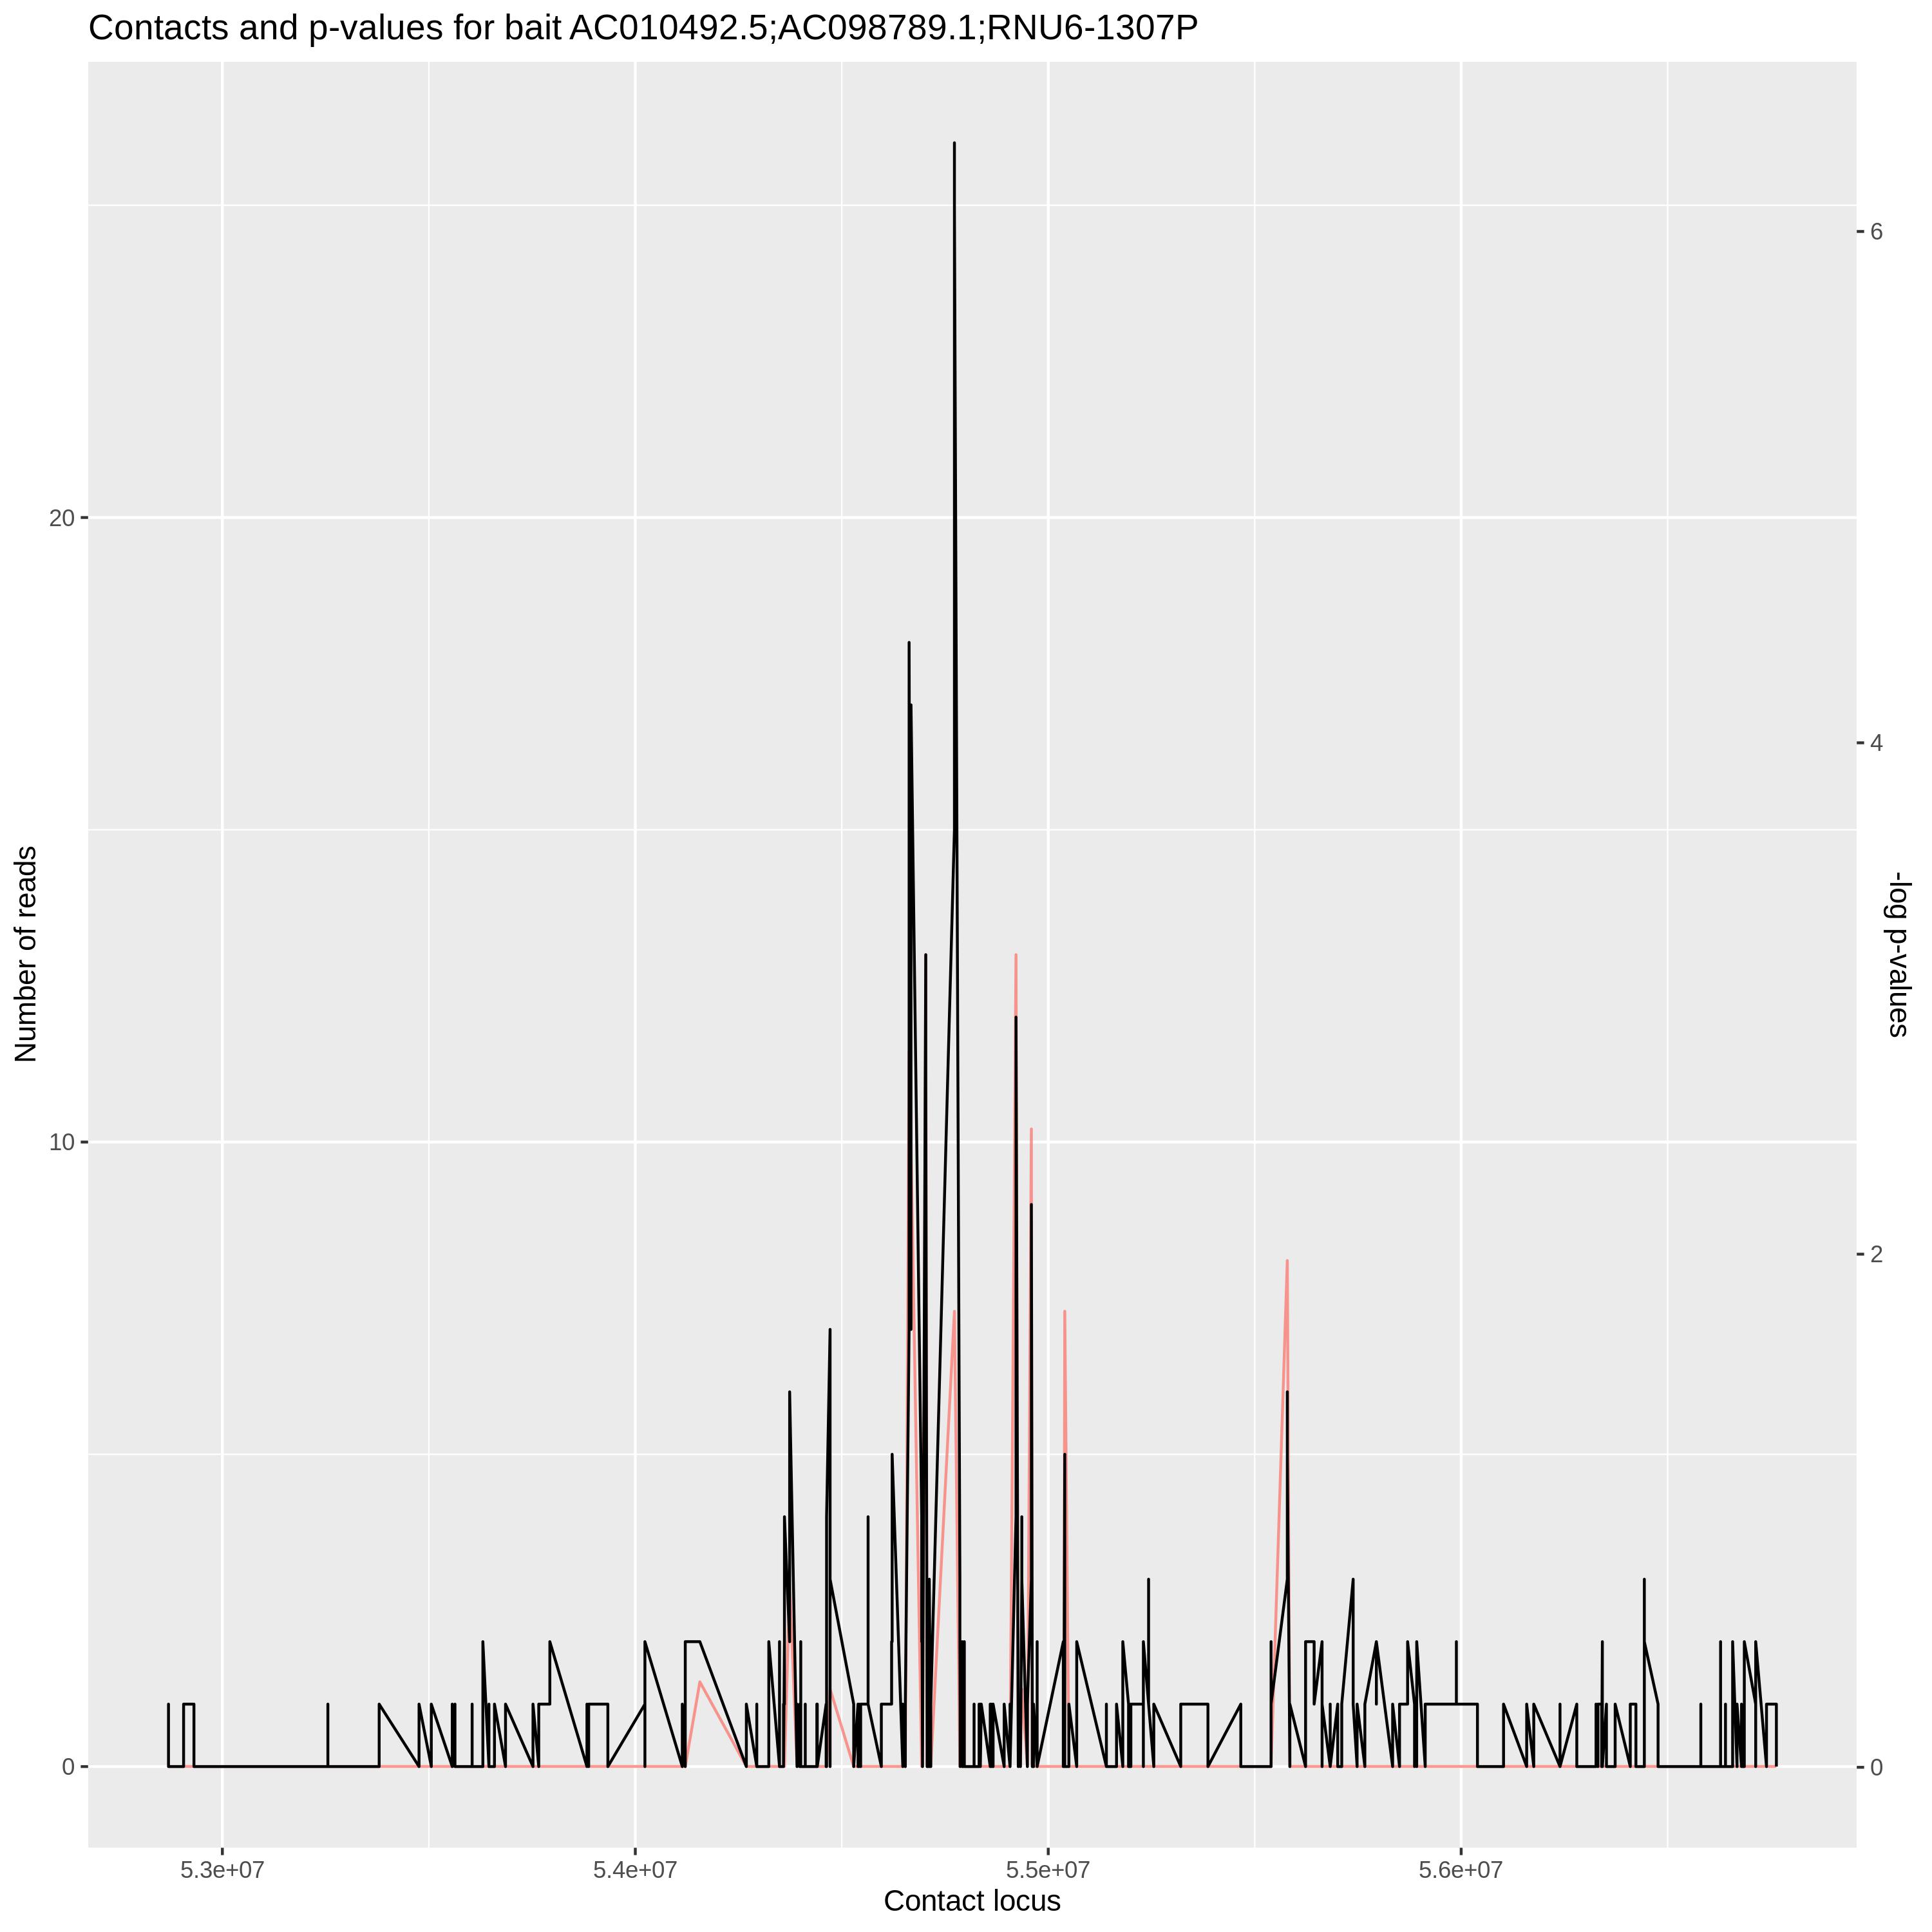 Contacts and p-values for bait AC010492.5;AC098789.1;RNU6-1307P
6
20
4
Number of reads
-log p-values
10
2
0
0
5.3e+07
5.4e+07
5.5e+07
5.6e+07
Contact locus